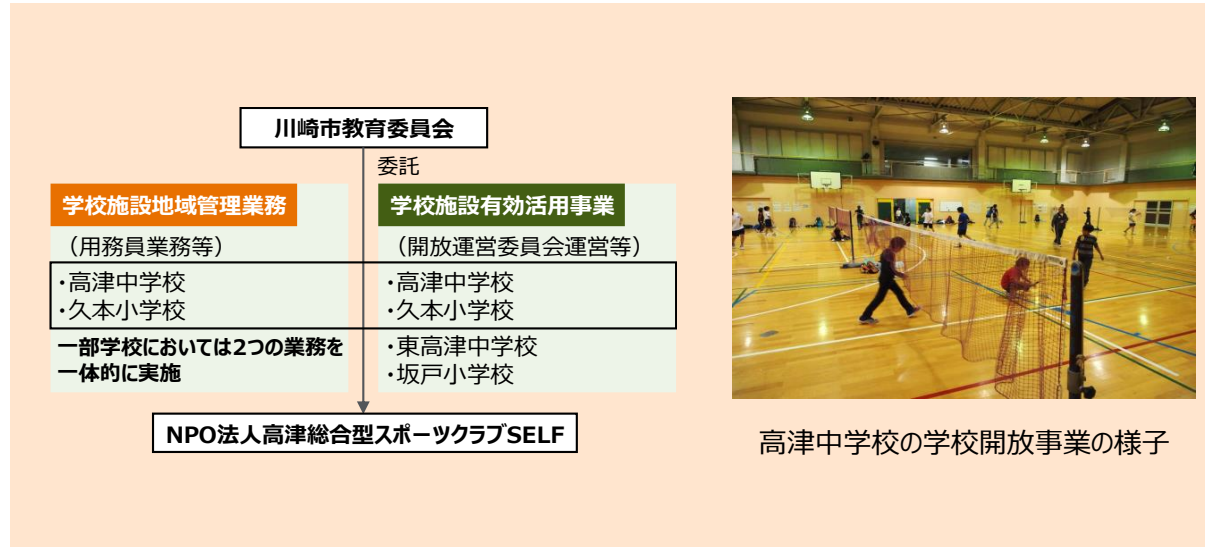 川崎市教育委員会
委託
学校施設地域管理業務
(用務員業務等)
・高津中学校
・久本小学校
一部学校においては2つの業務を
一体的に実施
学校施設有効活用事業
(開放運営委員会運営等)
・高津中学校
・久本小学校
・東高津中学校
・坂戸小学校
NPO法人高津総合型スポーツクラブSELF
高津中学校の学校開放事業の様子